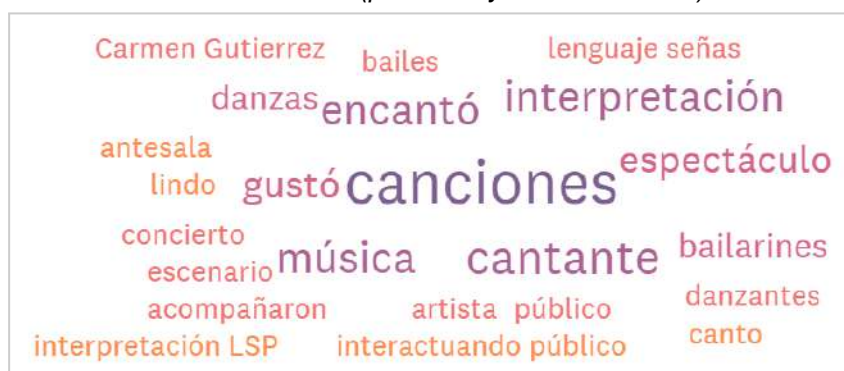 Carmen Gutierrez bailes lenguaje señas
danzas encantó interpretación
antesala
lindo gustó canciones espectáculo
concierto
escenario música cantante bailarines
acompañaron artista público danzantes
interpretación LSP interactuando público canto